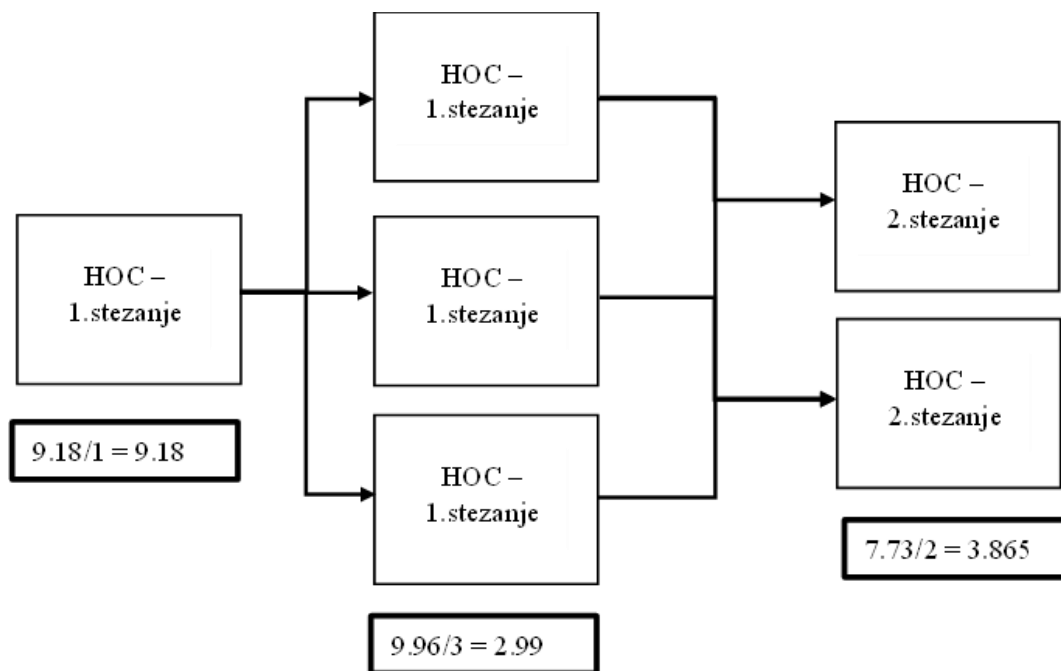 HOC –
1.stezanje
9.18/1 = 9.18
HOC –
1.stezanje
HOC –
1.stezanje
HOC –
1.stezanje
9.96/3 = 2.99
HOC –
2.stezanje
HOC –
2.stezanje
7.73/2 = 3.865